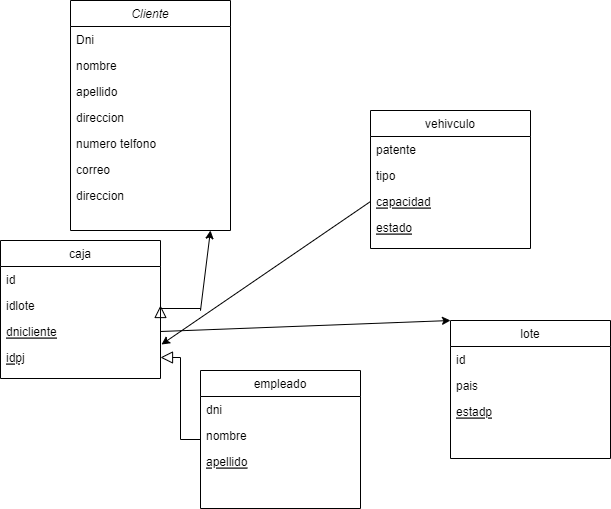 Cliente
Dni
nombre
apellido
direccion
numero telfono
correo
direccion
vehivculo
patente
tipo
capacidad
estado
caja
id
idlote
dnicliente
idpj
lote
id
pais
estadp
empleado
dni
nombre
apellido